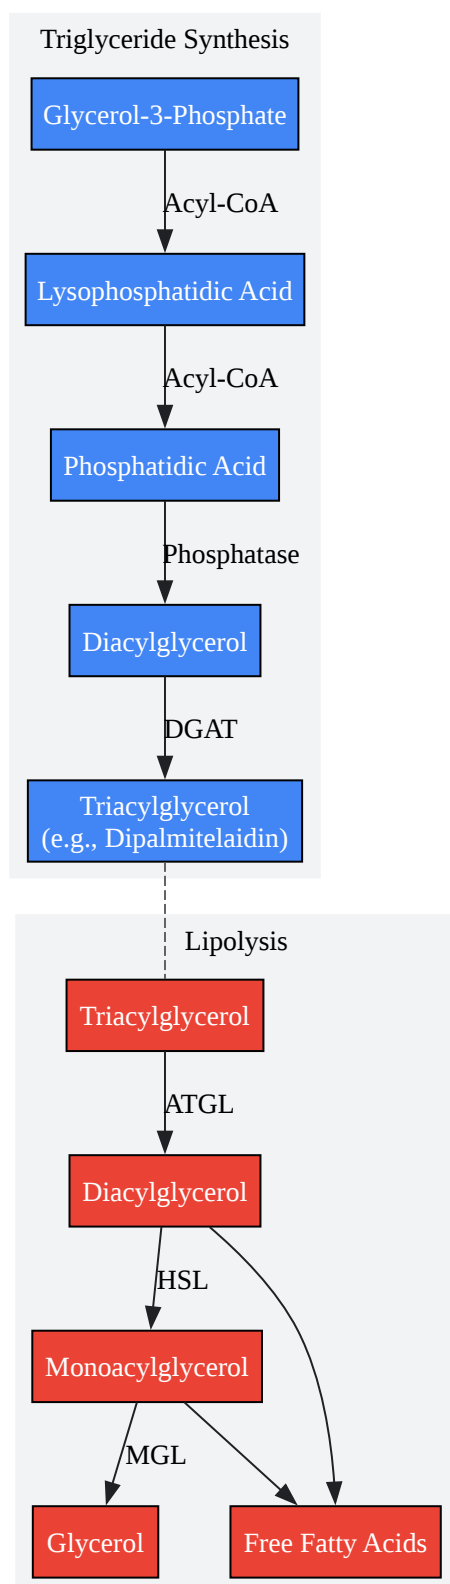 Triglyceride Synthesis
Glycerol-3-Phosphate
Acyl-CoA
Lysophosphatidic Acid
Acyl-CoA
Phosphatidic Acid
Phosphatase
Diacylglycerol
DGAT
Triacylglycerol
(e.g., Dipalmitelaidin)
Lipolysis
Triacylglycerol
ATGL
Diacylglycerol
HSL
Monoacylglycerol
MGL
Glycerol
Free Fatty Acids